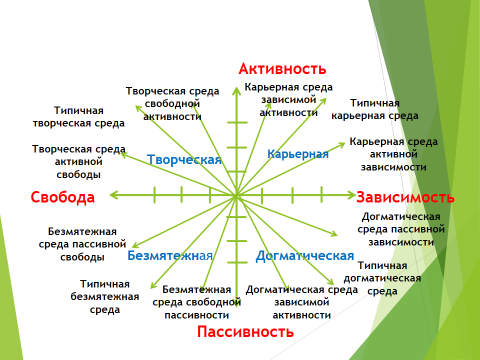 Активность
Творческая среда
свободной
активности
Карьерная среда
зависимой
активности
Типичная
творческая среда
Типичная
карьерная среда
Творческая среда
активной
свободы
Творческая
Карьерная
Карьерная среда
активной
зависимости
Свобода
Зависимость
Безмятежная
среда пассивной
свободы
Безмятежная
Догматическая
Догматическая
среда пассивной
зависимости
Типичная
безмятежная
среда
Безмятежная
среда свободной
пассивности
Догматическая среда
зависимой
активности
Типичная
догматическая
среда
Пассивность